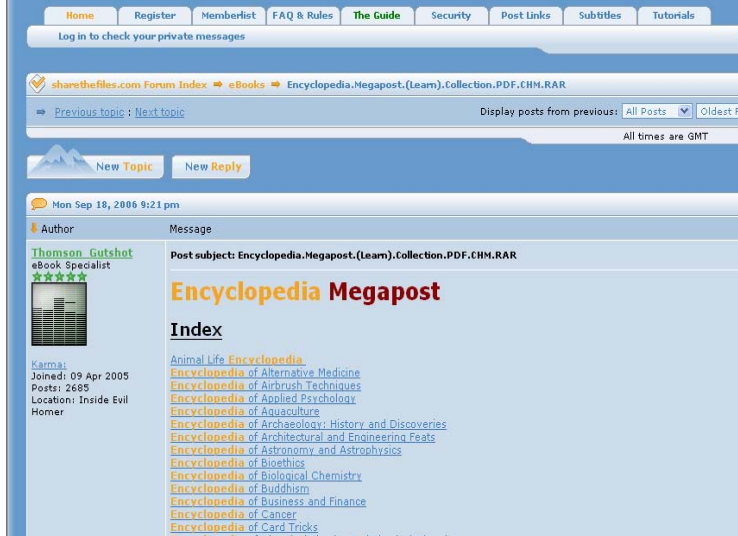 Home Register Memberlist FAQ & Rules The Guide Security Post Links Subtitles Tutorials
Log in to check your private messages
sharethefiles.com Forum Index ➡ eBooks ➡ Encyclopedia.Megapost.(Learn).Collection.PDF.CHM.RAR
➡ Previous topic : Next topic Display posts from previous: All Posts Oldest
All times are GMT
New Topic New Reply
Mon Sep 18, 2006 9:21 pm
Author Message
Thomson_Gutshot
eBook Specialist
Karma:
Joined: 09 Apr 2005
Posts: 2685
Location: Inside Evil
Homer
Post subject: Encyclopedia.Megapost.(Learn).Collection.PDF.CHM.RAR
Encyclopedia Megapost
Index
Animal Life Encyclopedia
Encyclopedia of Alternative Medicine
Encyclopedia of Airbrush Techniques
Encyclopedia of Applied Psychology
Encyclopedia of Aquaculture
Encyclopedia of Archaeology: History and Discoveries
Encyclopedia of Architectural and Engineering Feats
Encyclopedia of Astronomy and Astrophysics
Encyclopedia of Bioethics
Encyclopedia of Biological Chemistry
Encyclopedia of Buddhism
Encyclopedia of Business and Finance
Encyclopedia of Cancer
Encyclopedia of Card Tricks